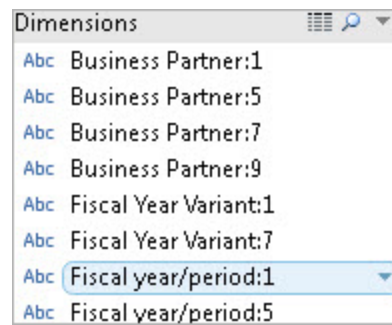 Dimensions
Abc Business Partner:1
Abc Business Partner:5
Abc Business Partner:7
Abc Business Partner:9
Abc Fiscal Year Variant:1
Abc Fiscal Year Variant:7
Abc Fiscal year/period:1
Abc Fiscal year/period:5